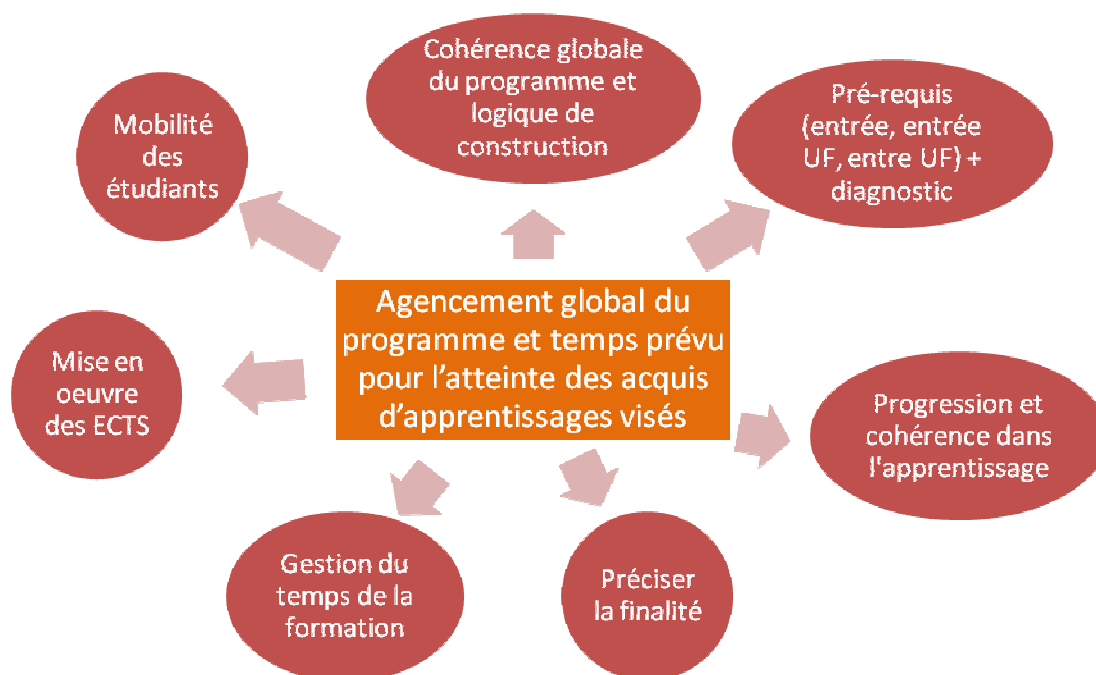 Cohérence globale
du programme et
logique de
construction
Pré-requis
(entrée, entrée
UF, entre UF) +
diagnostic
Mobilité
des
étudiants
Agencement global du
programme et temps prévu
pour l'atteinte des acquis
d'apprentissages visés
Mise en
oeuvre
des ECTS
Progression et
cohérence dans
l'apprentissage
Gestion du
temps de la
formation
Préciser
la finalité